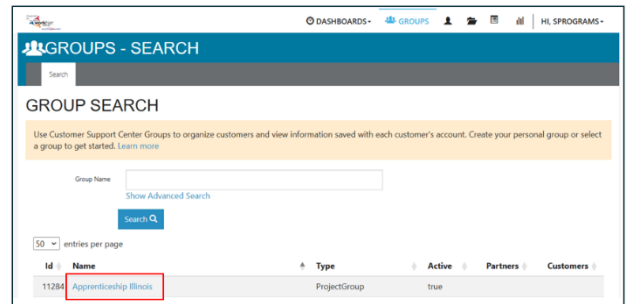 DASHBOARDS GROUPS HI, SPROGRAMS
GROUPS - SEARCH
Search
GROUP SEARCH
Use Customer Support Center Groups to organize customers and view information saved with each customer's account. Create your personal group or select
a group to get started. Learn more
Group Name
Show Advanced Search
Search
50 entries per page
Id Name Type Active Partners Customers
11284 Apprenticeship Illinois ProjectGroup true